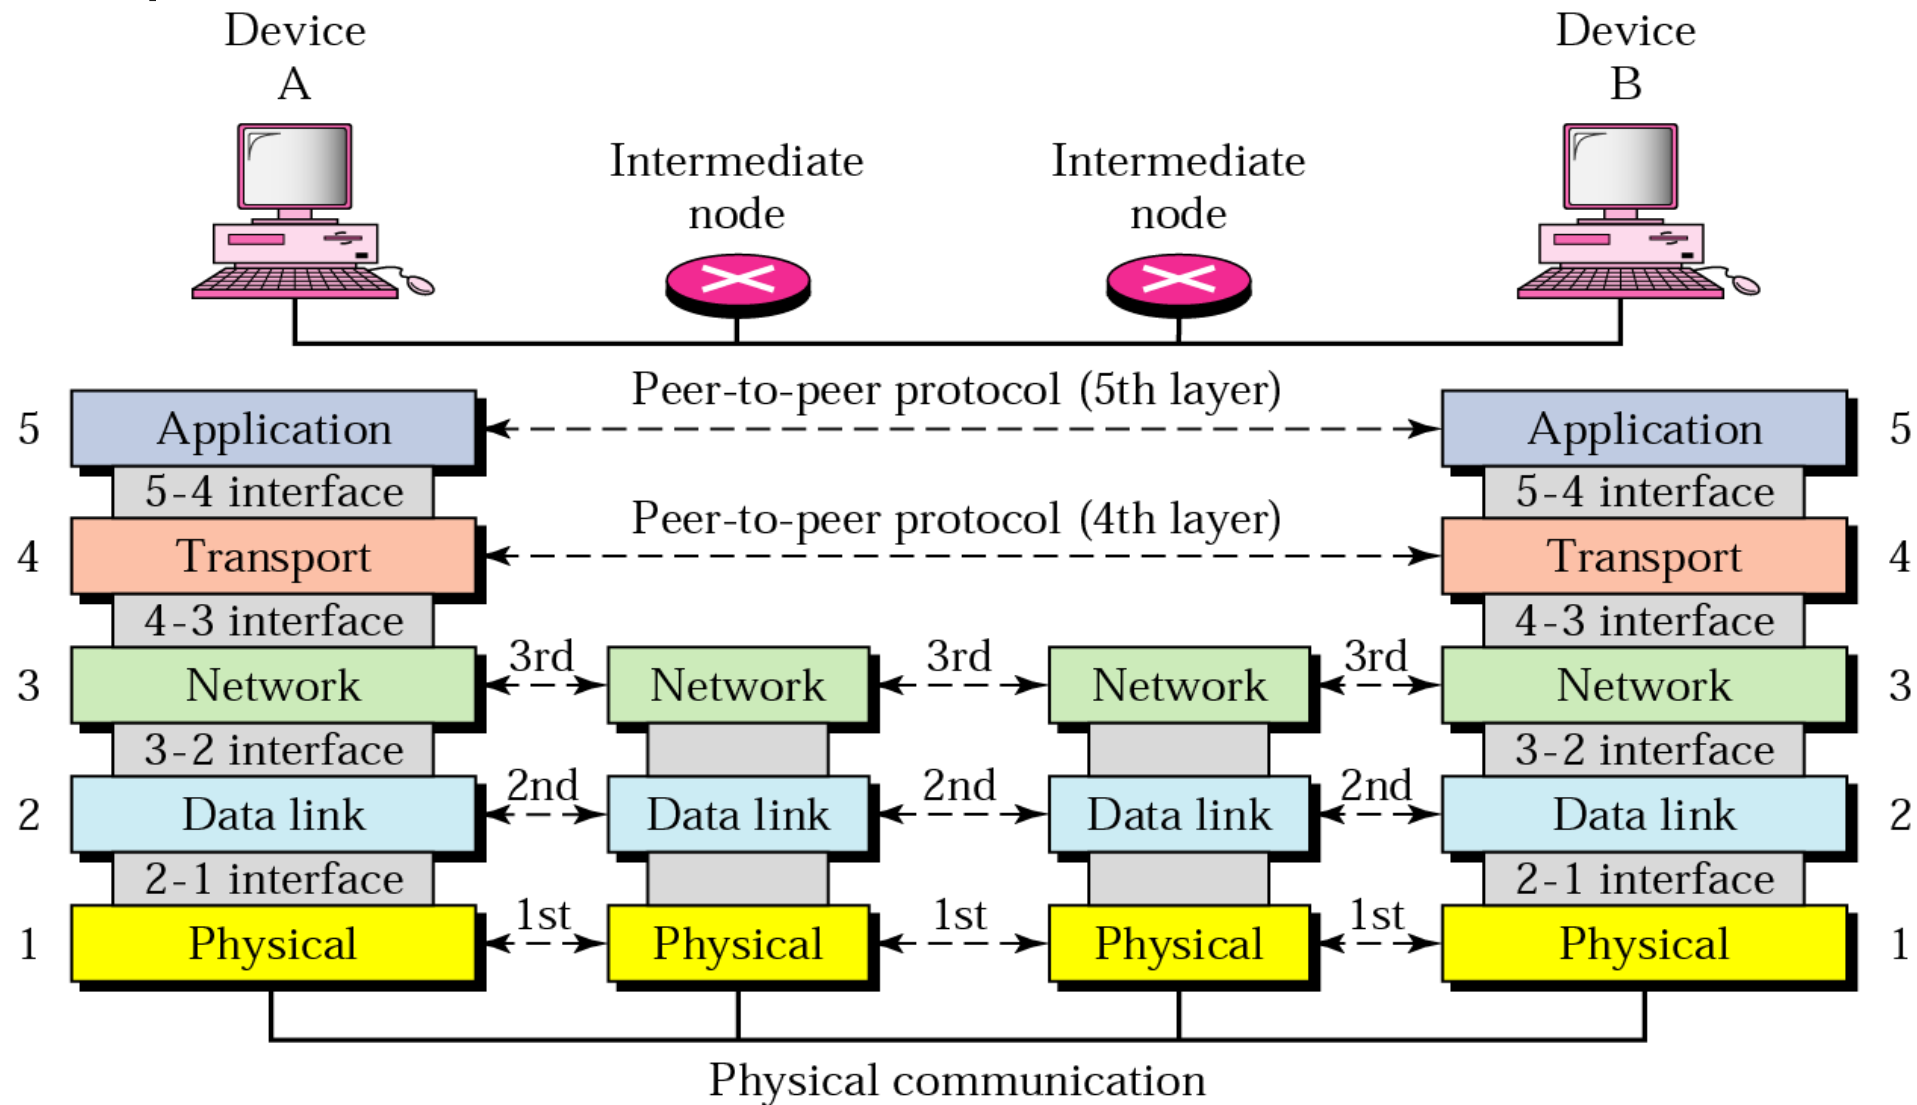 Device
A
Device
B
Intermediate
node
Intermediate
node
Peer-to-peer protocol (5th layer)
5 Application Application 5
5-4 interface 5-4 interface
Peer-to-peer protocol (4th layer)
4 Transport Transport 4
4-3 interface 4-3 interface
3rd 3rd 3rd
3 Network Network Network Network 3
3-2 interface 3-2 interface
2nd 2nd 2nd
2 Data link Data link Data link Data link 2
2-1 interface 2-1 interface
1st 1st 1st
1 Physical Physical Physical Physical 1
Physical communication